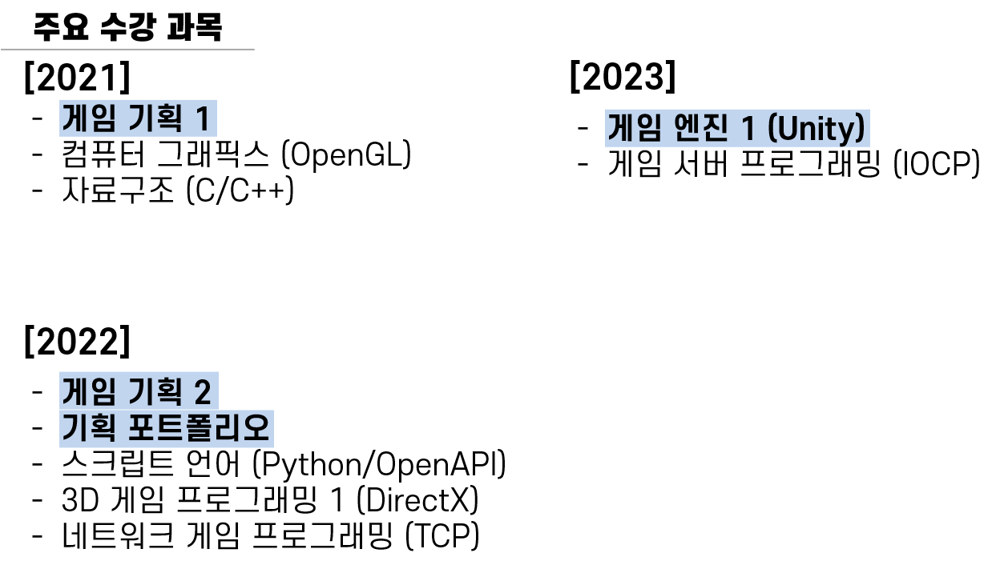 주요 수강 과목
[2021]
- 게임 기획 1
- 컴퓨터 그래픽스 (OpenGL)
- 자료구조 (C/C++)
[2022]
- 게임 기획 2
- 기획 포트폴리오
- 스크립트 언어 (Python/OpenAPI)
- 3D 게임 프로그래밍 1 (DirectX)
- 네트워크 게임 프로그래밍 (TCP)
[2023]
- 게임 엔진 1 (Unity)
- 게임 서버 프로그래밍 (IOCP)